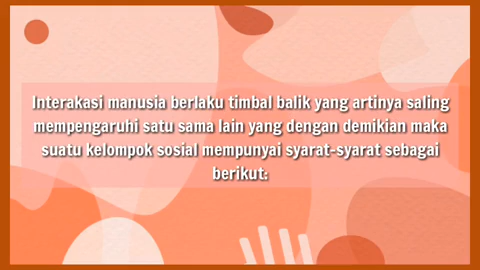 Interakasi manusia berlaku timbal balik yang artinya saling
mempengaruhi satu sama lain yang dengan demikian maka
suatu kelompok sosial mempunyai syarat-syarat sebagai
berikut: